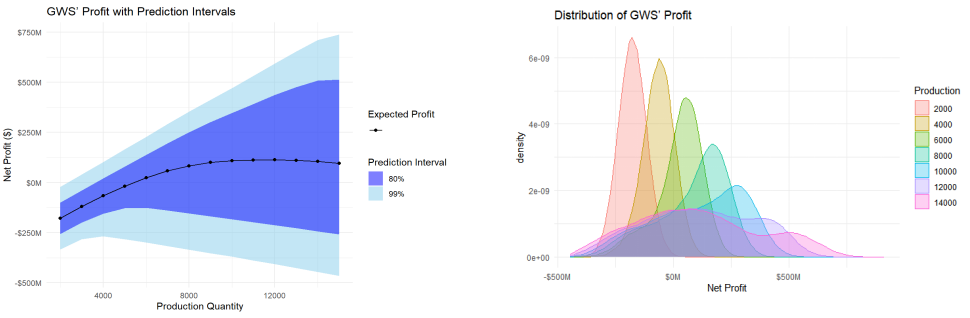 GWS' Profit with Prediction Intervals
$750M
$500M
$250M
$0M
-$250M
-$500M
Net Profit ($)
4000
8000
12000
Production Quantity
Expected Profit
Prediction Interval
80%
99%
Distribution of GWS' Profit
6e-09
4e-09
2e-09
0e+00
density
-$500M
$0M
$500M
Net Profit
Production
2000
4000
6000
8000
10000
12000
14000